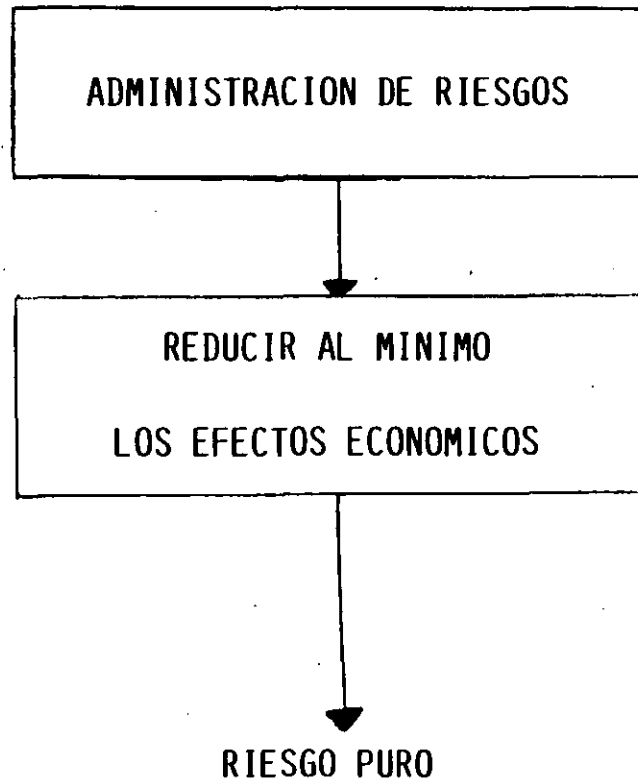 ADMINISTRACION DE RIESGOS
REDUCIR AL MINIMO
LOS EFECTOS ECONOMICOS
RIESGO PURO